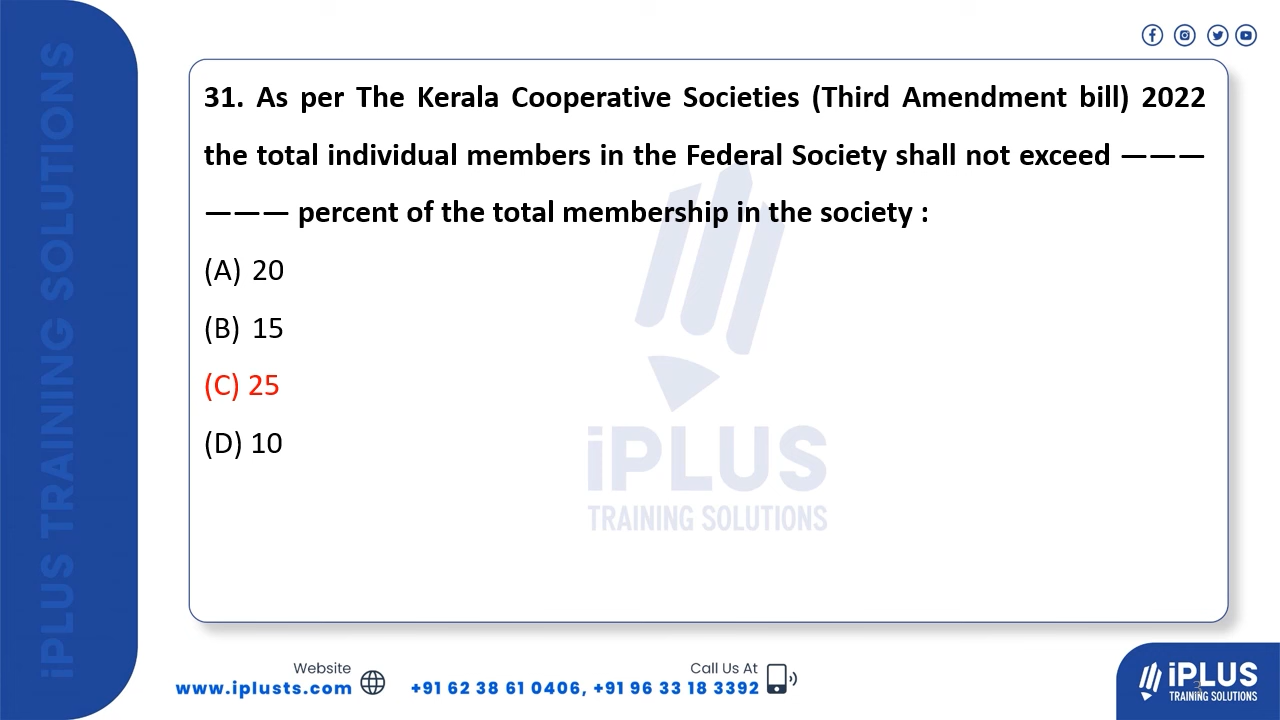 iPLUS TRAINING SOLUTIONS
31. As per The Kerala Cooperative Societies (Third Amendment bill) 2022
the total individual members in the Federal Society shall not exceed ———
——— percent of the total membership in the society :
(A) 20
(B) 15
(C) 25
(D) 10
iPLUS
TRAINING SOLUTIONS
Website
www.iplusts.com
Call Us At
+91 62 38 61 0406, +91 96 33 18 3392
iPLUS
TRAINING SOLUTIONS
3